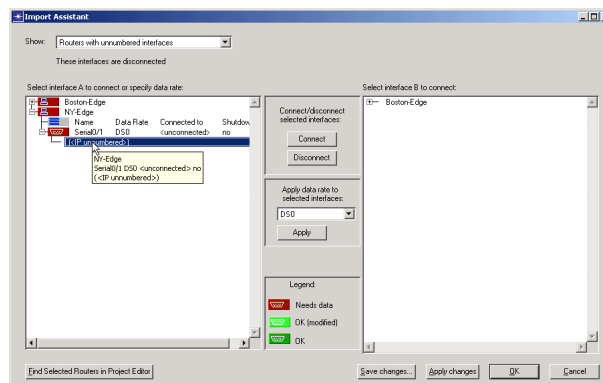 Import Assistant
Show: Routers with unnumbered interfaces
These interfaces are disconnected
Select interface A to connect or specify data rate:
Boston-Edge
NY-Edge
Name Data Rate Connected to Shutdow
Serial0/1 DS0 <unconnected> no
(<IP unnumbered>)
NY-Edge
Serial0/1 DS0 <unconnected> no
(<IP unnumbered>)
Connect/disconnect
selected interfaces:
Connect
Disconnect
Apply data rate to
selected interfaces:
DS0
Apply
Legend:
Needs data
OK (modified)
OK
Select interface B to connect:
Boston-Edge
Find Selected Routers in Project Editor
Save changes... Apply changes OK Cancel